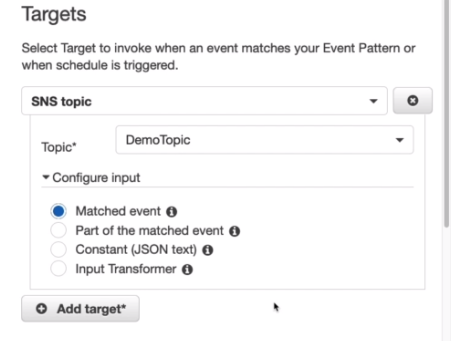 Targets
Select Target to invoke when an event matches your Event Pattern or
when schedule is triggered.
SNS topic
Topic* DemoTopic
Configure input
Matched event
Part of the matched event
Constant (JSON text)
Input Transformer
Add target*